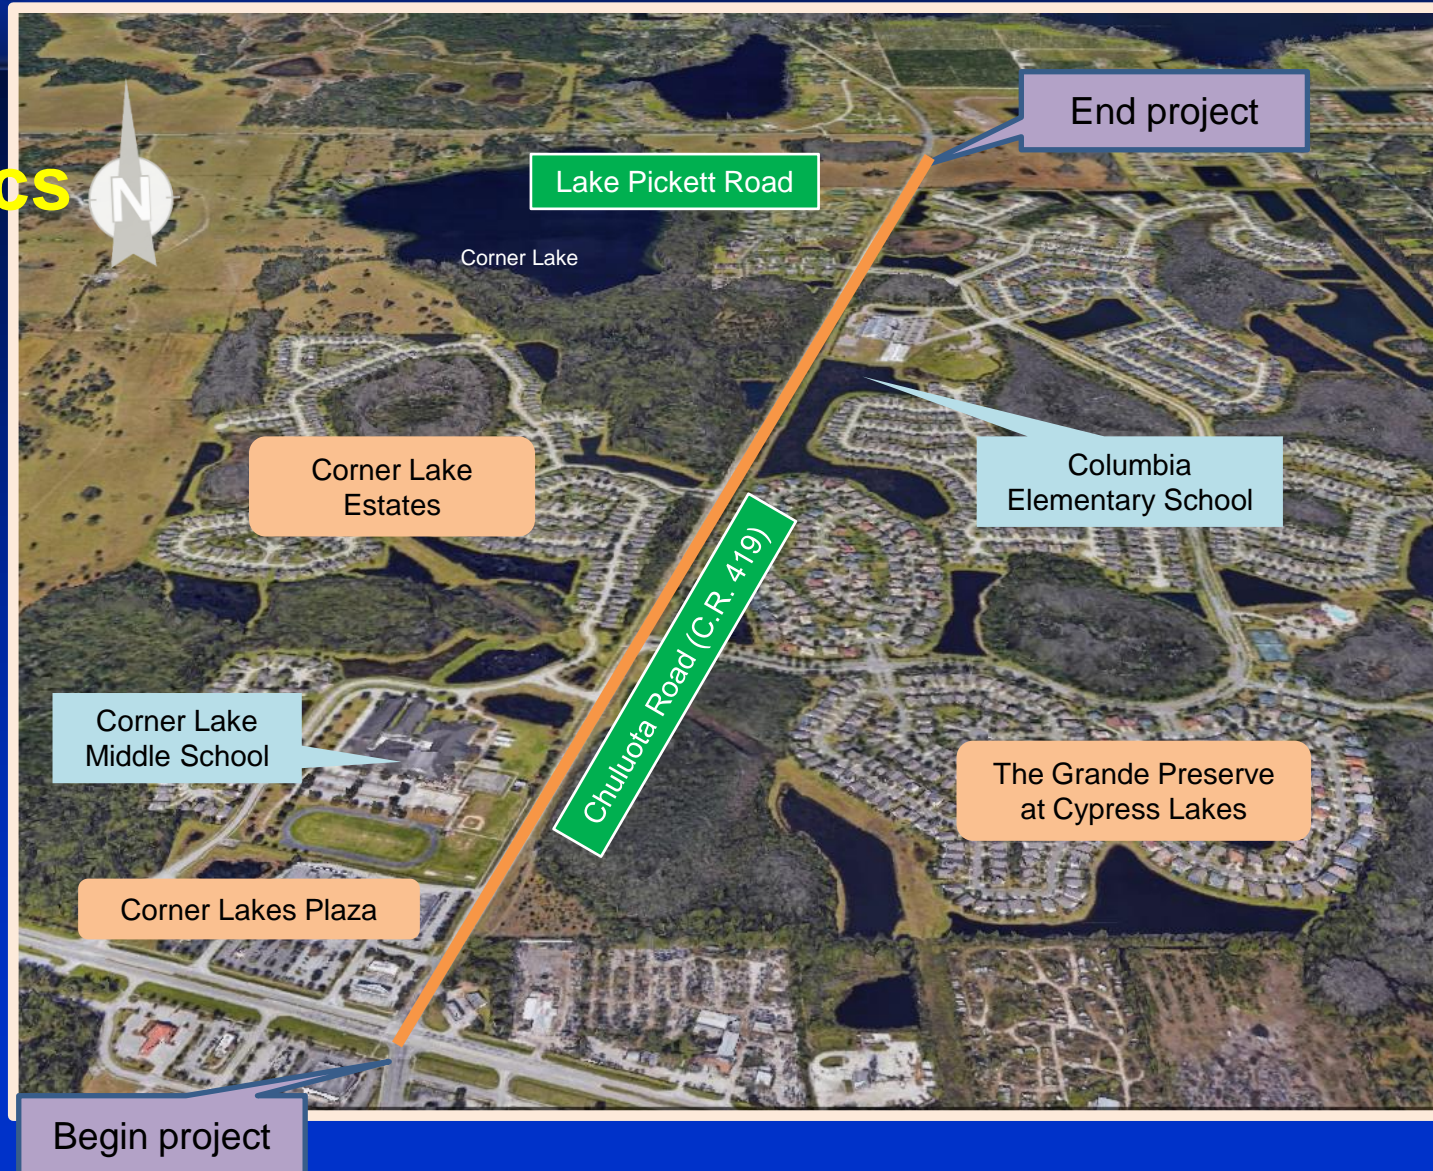 End project
cs
N
Lake Pickett Road
Corner Lake
Corner Lake
Estates
Columbia
Elementary School
Chuluota Road (C.R. 419)
Corner Lake
Middle School
The Grande Preserve
at Cypress Lakes
Corner Lakes Plaza
Begin project